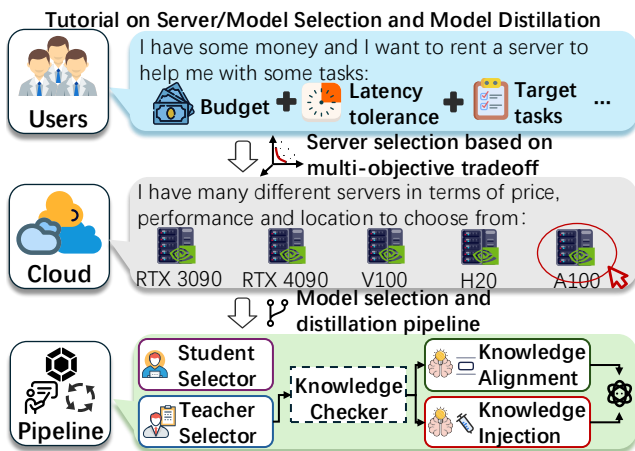 Tutorial on Server/Model Selection and Model Distillation
I have some money and I want to rent a server to
help me with some tasks:
Budget
Latency
tolerance
Target
tasks
...
Users
Server selection based on
multi-objective tradeoff
I have many different servers in terms of price,
performance and location to choose from:
RTX 3090
RTX 4090
V100
H20
A100
Cloud
Model selection and
distillation pipeline
Student
Selector
Teacher
Selector
Knowledge
Checker
Knowledge
Alignment
Knowledge
Injection
Pipeline